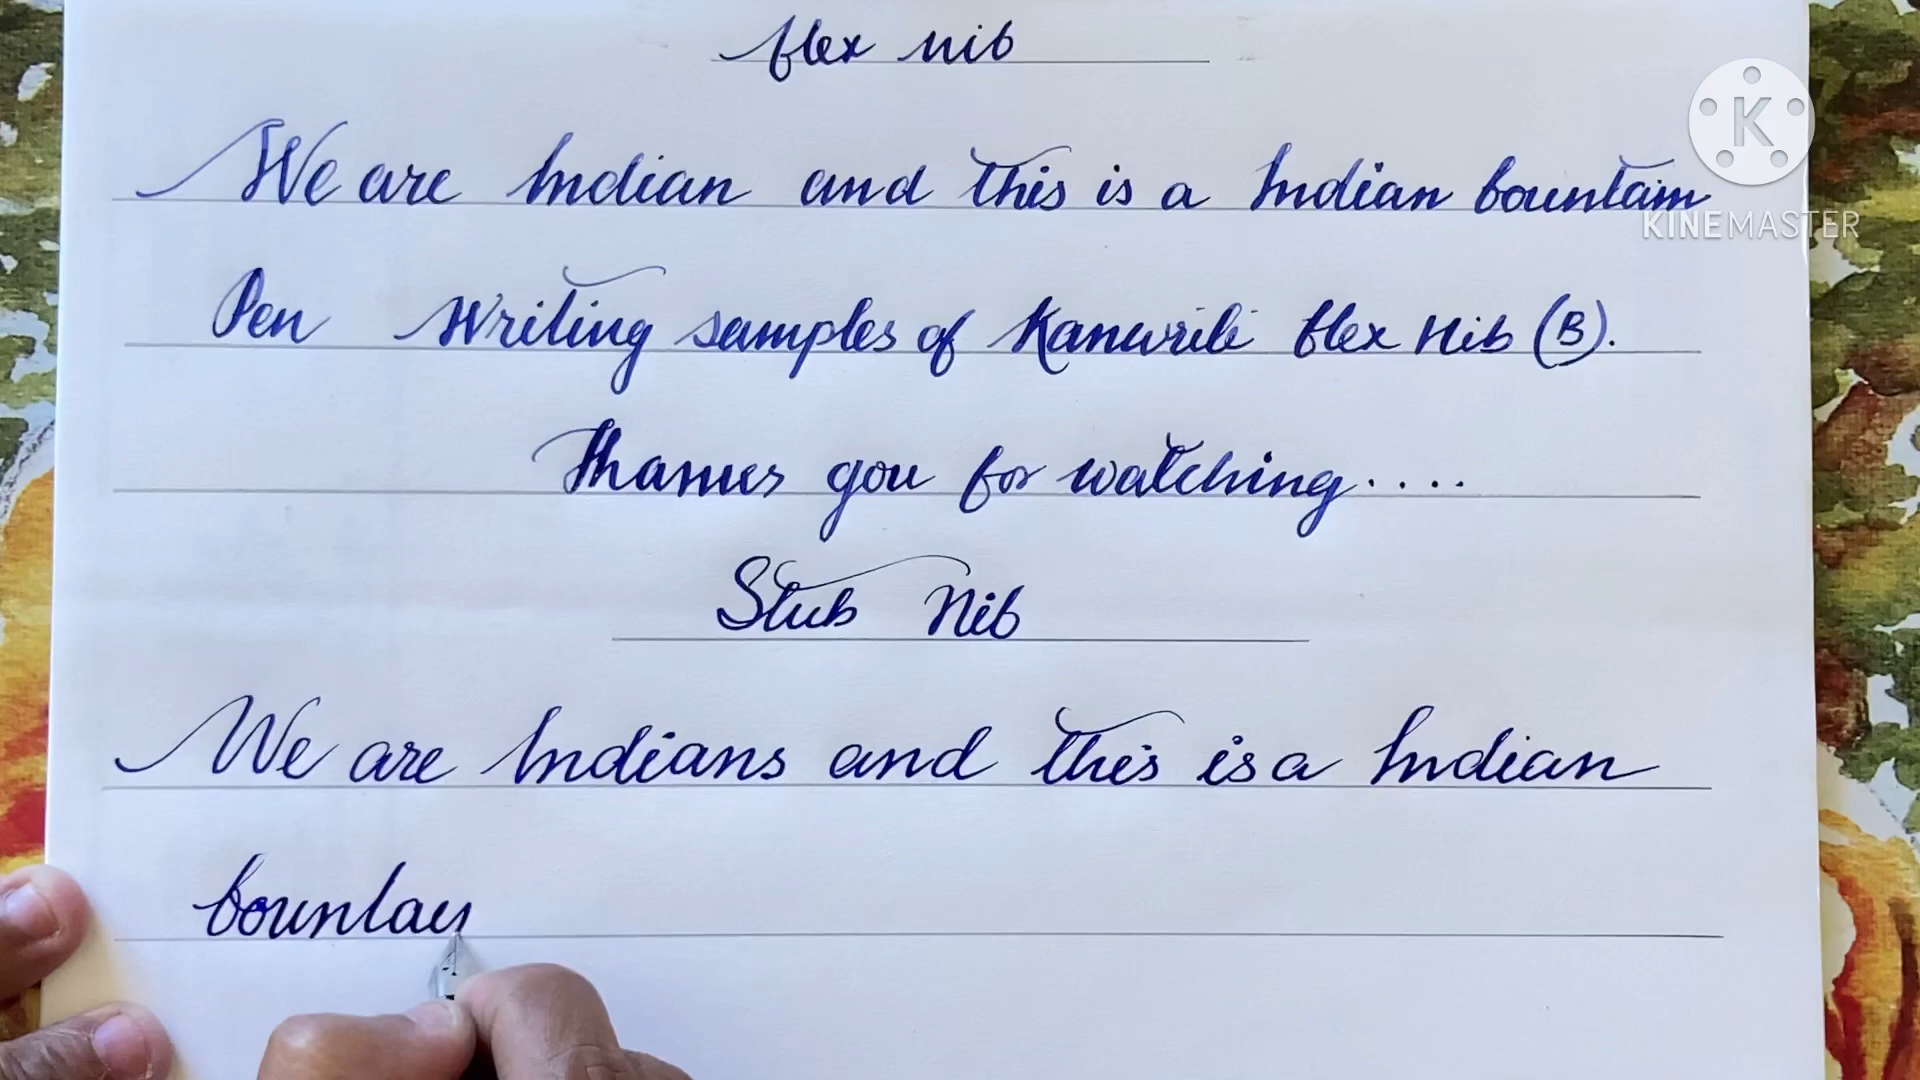 flex nib
We are Indian and this is a Indian fountain
Pen Writing samples of Kanwrite flex Nib (B).
Thanks you for watching....
Stub Nib
We are Indians and this is a Indian
fountain
K
KINEMASTER